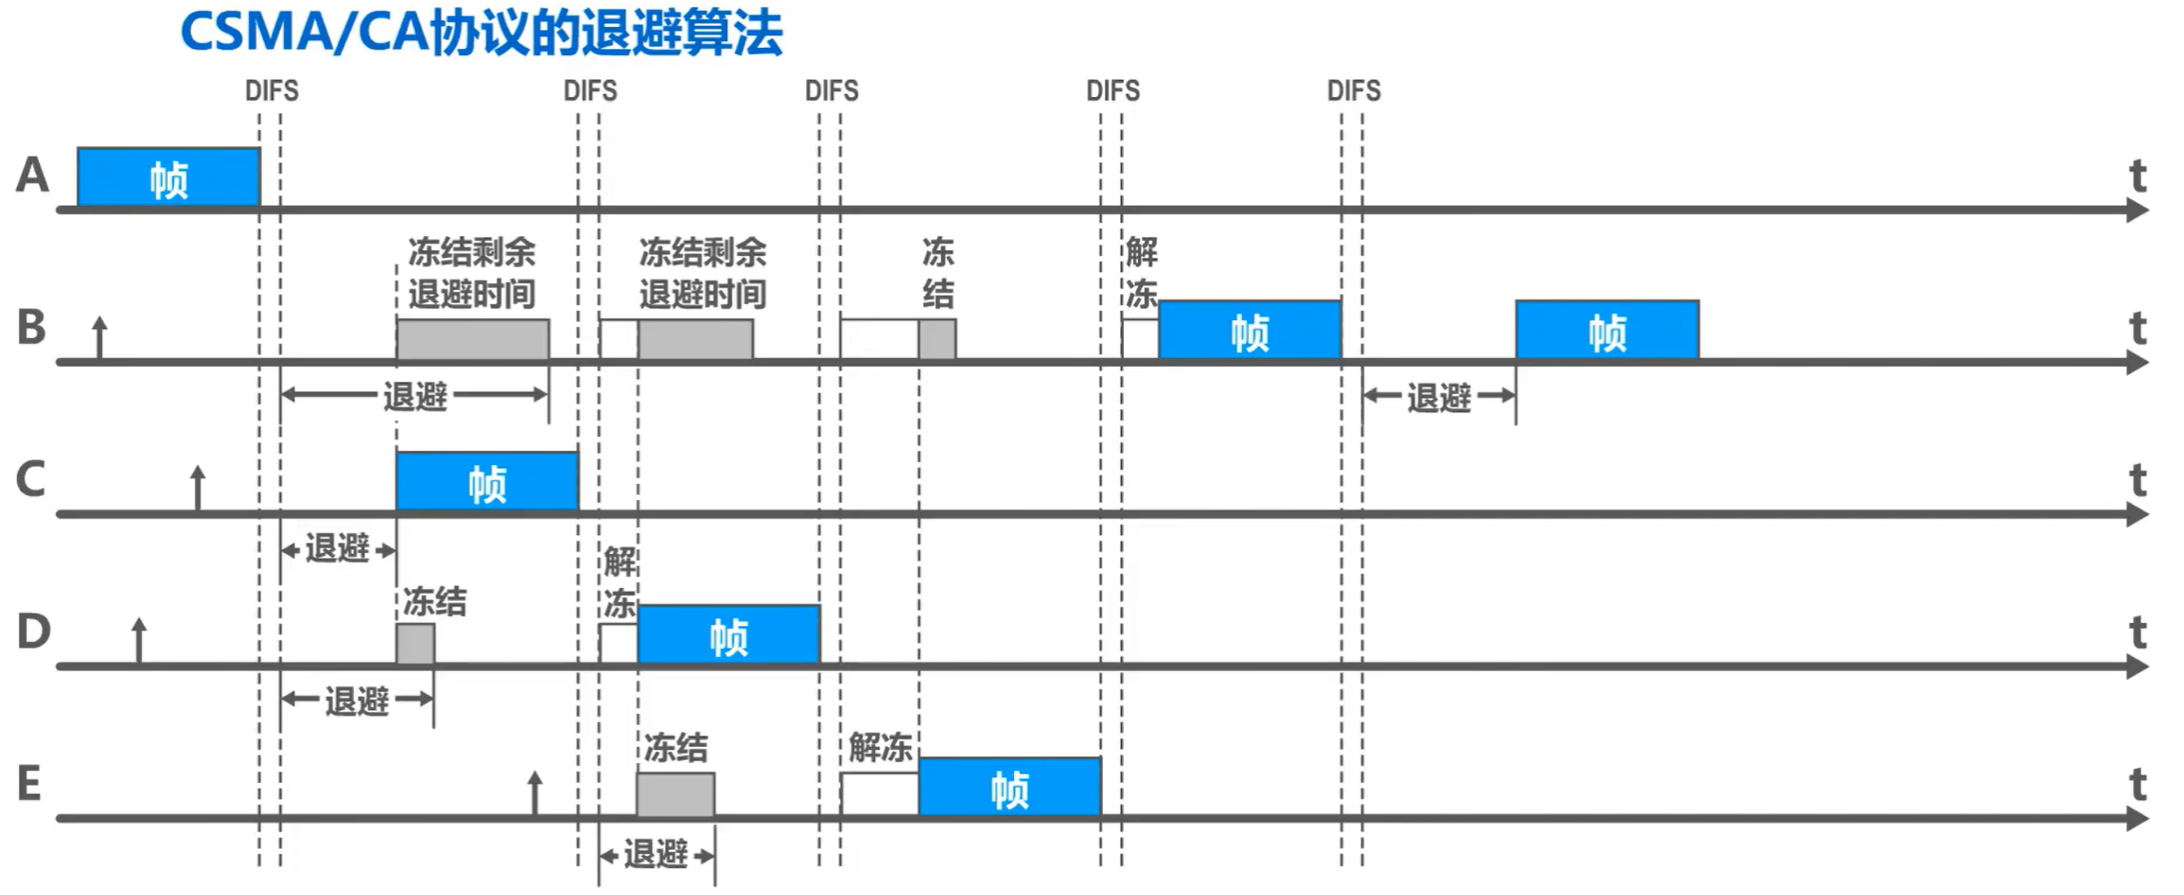 CSMA/CA协议的退避算法
DIFS DIFS DIFS DIFS DIFS
A 帧 t
冻结剩余 冻结剩余 冻 解
退避时间 退避时间 结 冻
B 帧 帧 t
退避 退避
C 帧 t
退避 解
冻结 冻
D 帧 t
退避
冻结 解冻
E 帧 t
退避